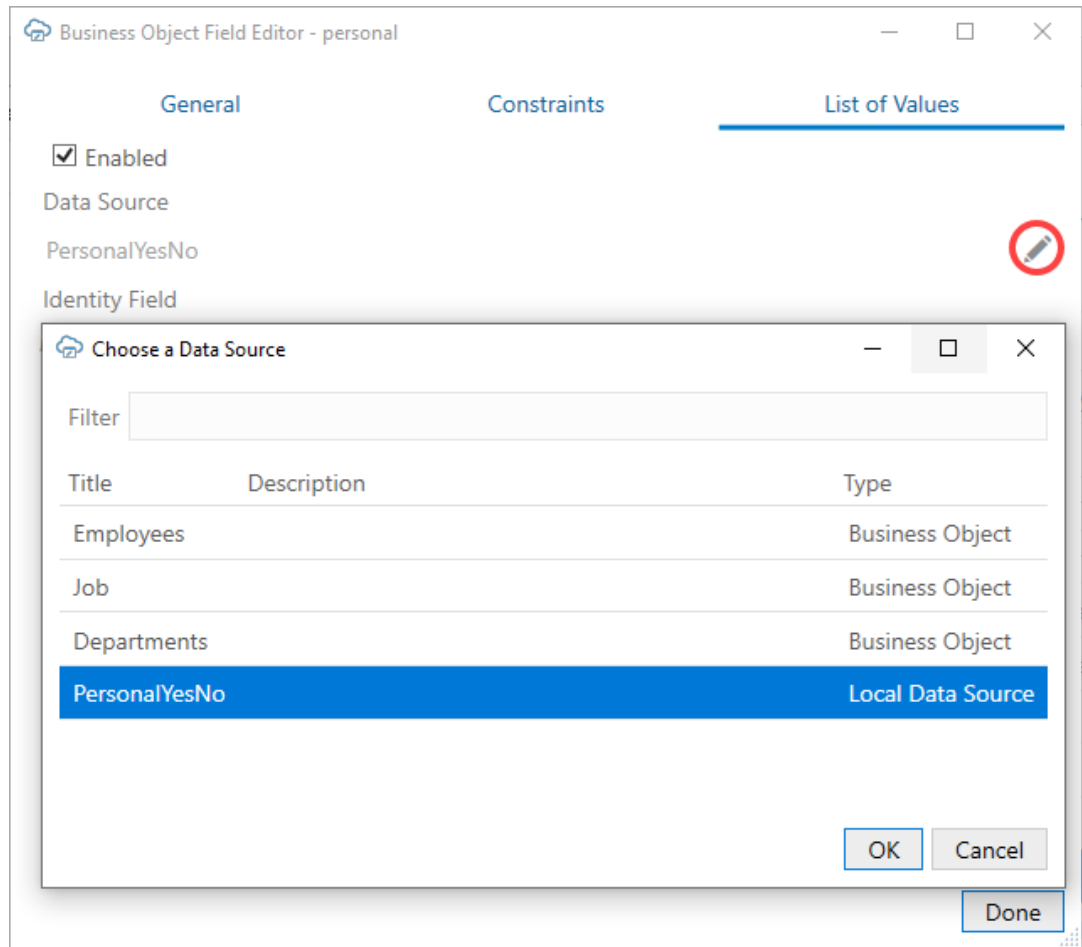 Business Object Field Editor - personal
General Constraints List of Values
Enabled
Data Source
PersonalYesNo
Identity Field
Choose a Data Source
Filter
Title Description Type
Employees Business Object
Job Business Object
Departments Business Object
PersonalYesNo Local Data Source
OK Cancel
Done